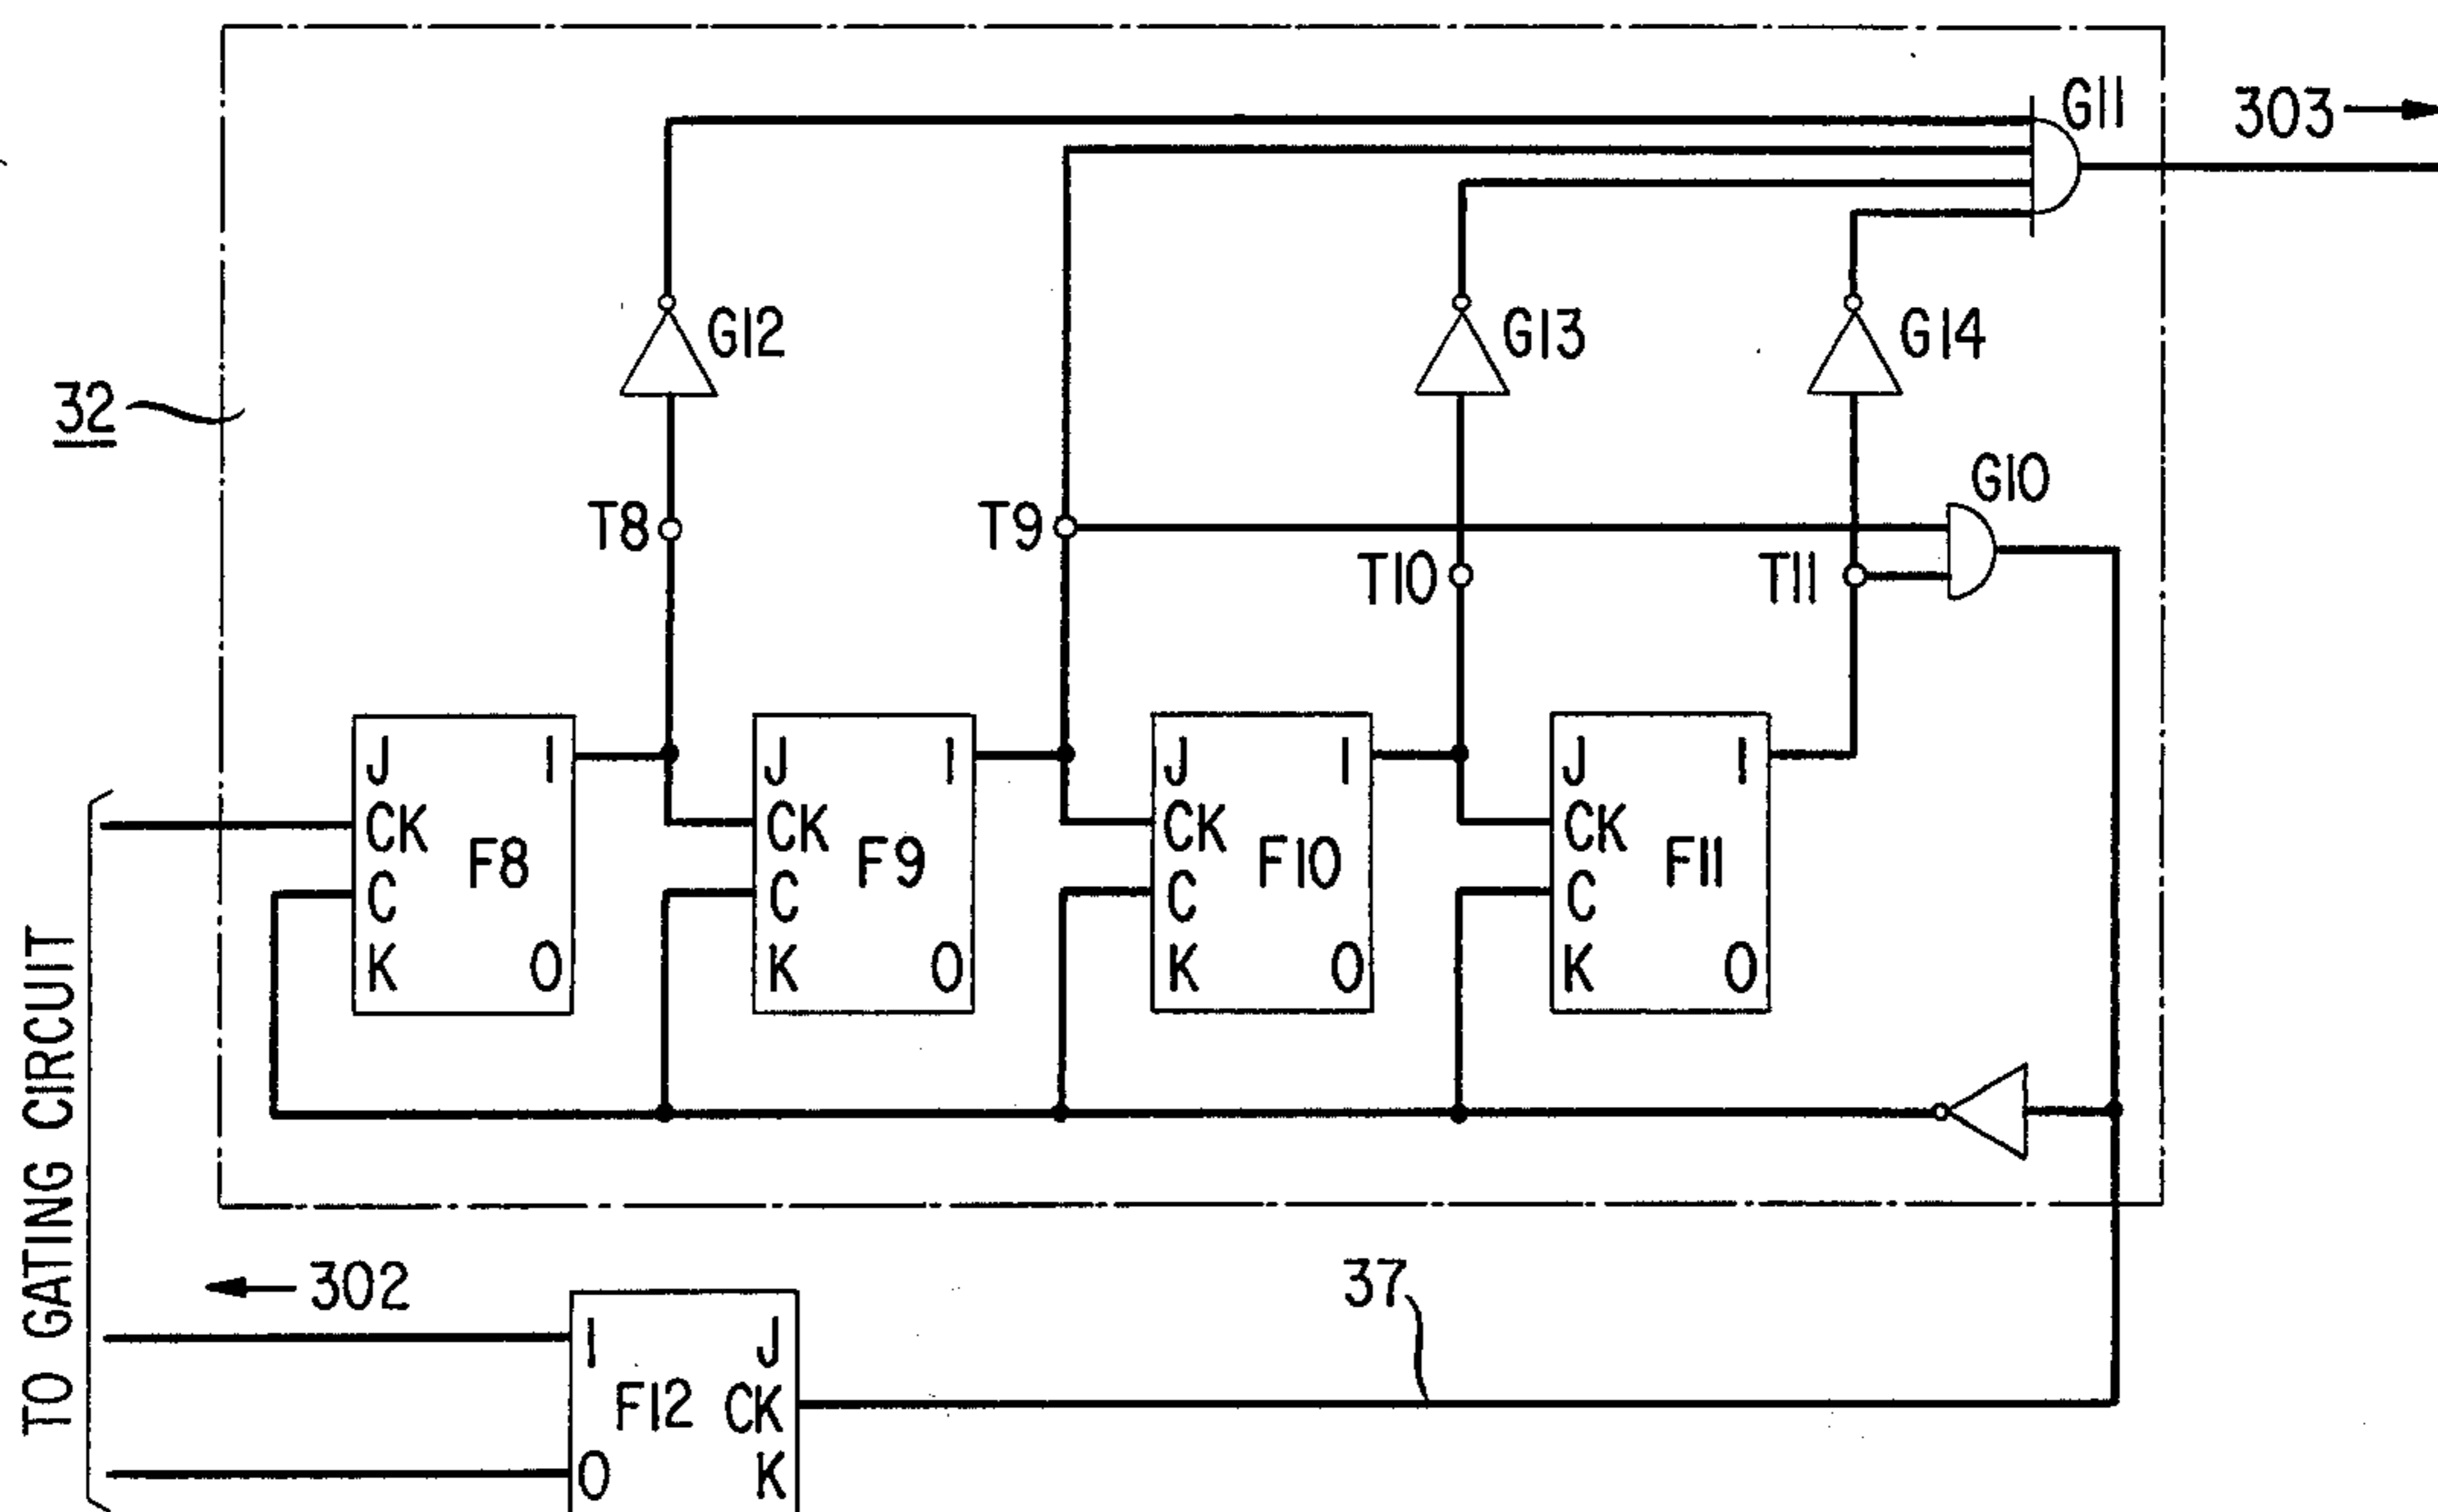 G11
303
G12
G13
G14
32
G10
T8
T9
T10
T11
J 1
CK
F8
C
K 0
J 1
CK
F9
C
K 0
J 1
CK
F10
C
K 0
J 1
CK
F11
C
K 0
TO GATING CIRCUIT
302
37
1 J
F12 CK
0 K